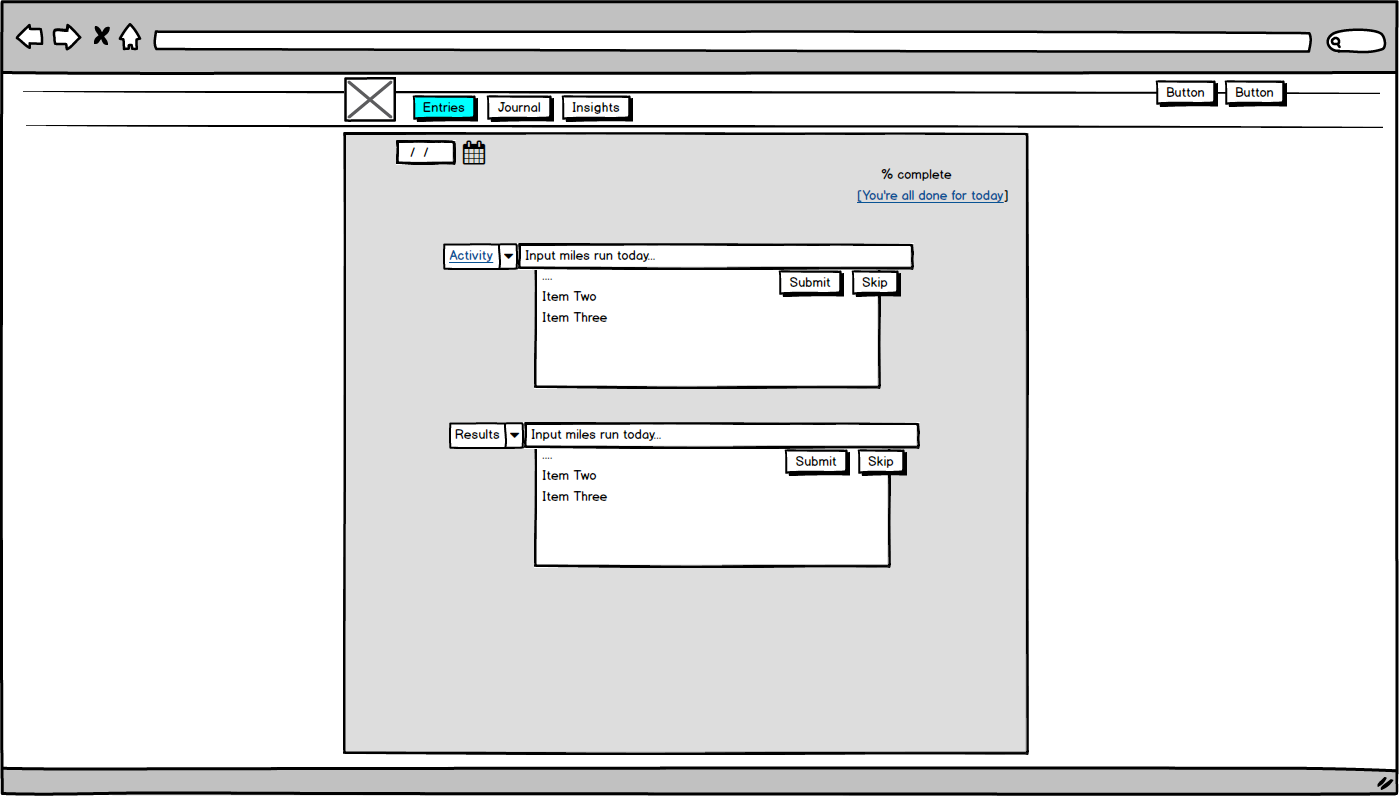 Entries Journal Insights Button Button
/ /
% complete
[You're all done for today]
Activity Input miles run today...
....
Submit Skip
Item Two
Item Three
Results Input miles run today...
....
Submit Skip
Item Two
Item Three